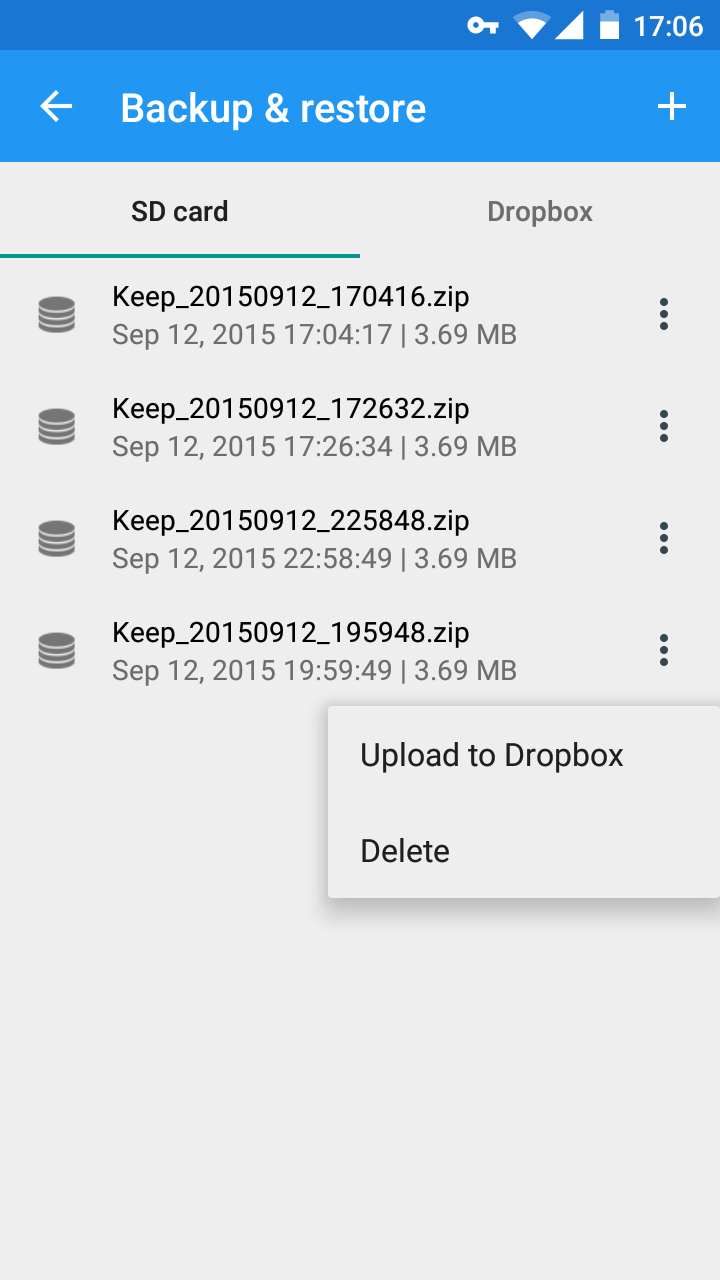 17:06
Backup & restore
SD card
Dropbox
Keep_20150912_170416.zip
Sep 12, 2015 17:04:17 | 3.69 MB
Keep_20150912_172632.zip
Sep 12, 2015 17:26:34 | 3.69 MB
Keep_20150912_225848.zip
Sep 12, 2015 22:58:49 | 3.69 MB
Keep_20150912_195948.zip
Sep 12, 2015 19:59:49 | 3.69 MB
Upload to Dropbox
Delete